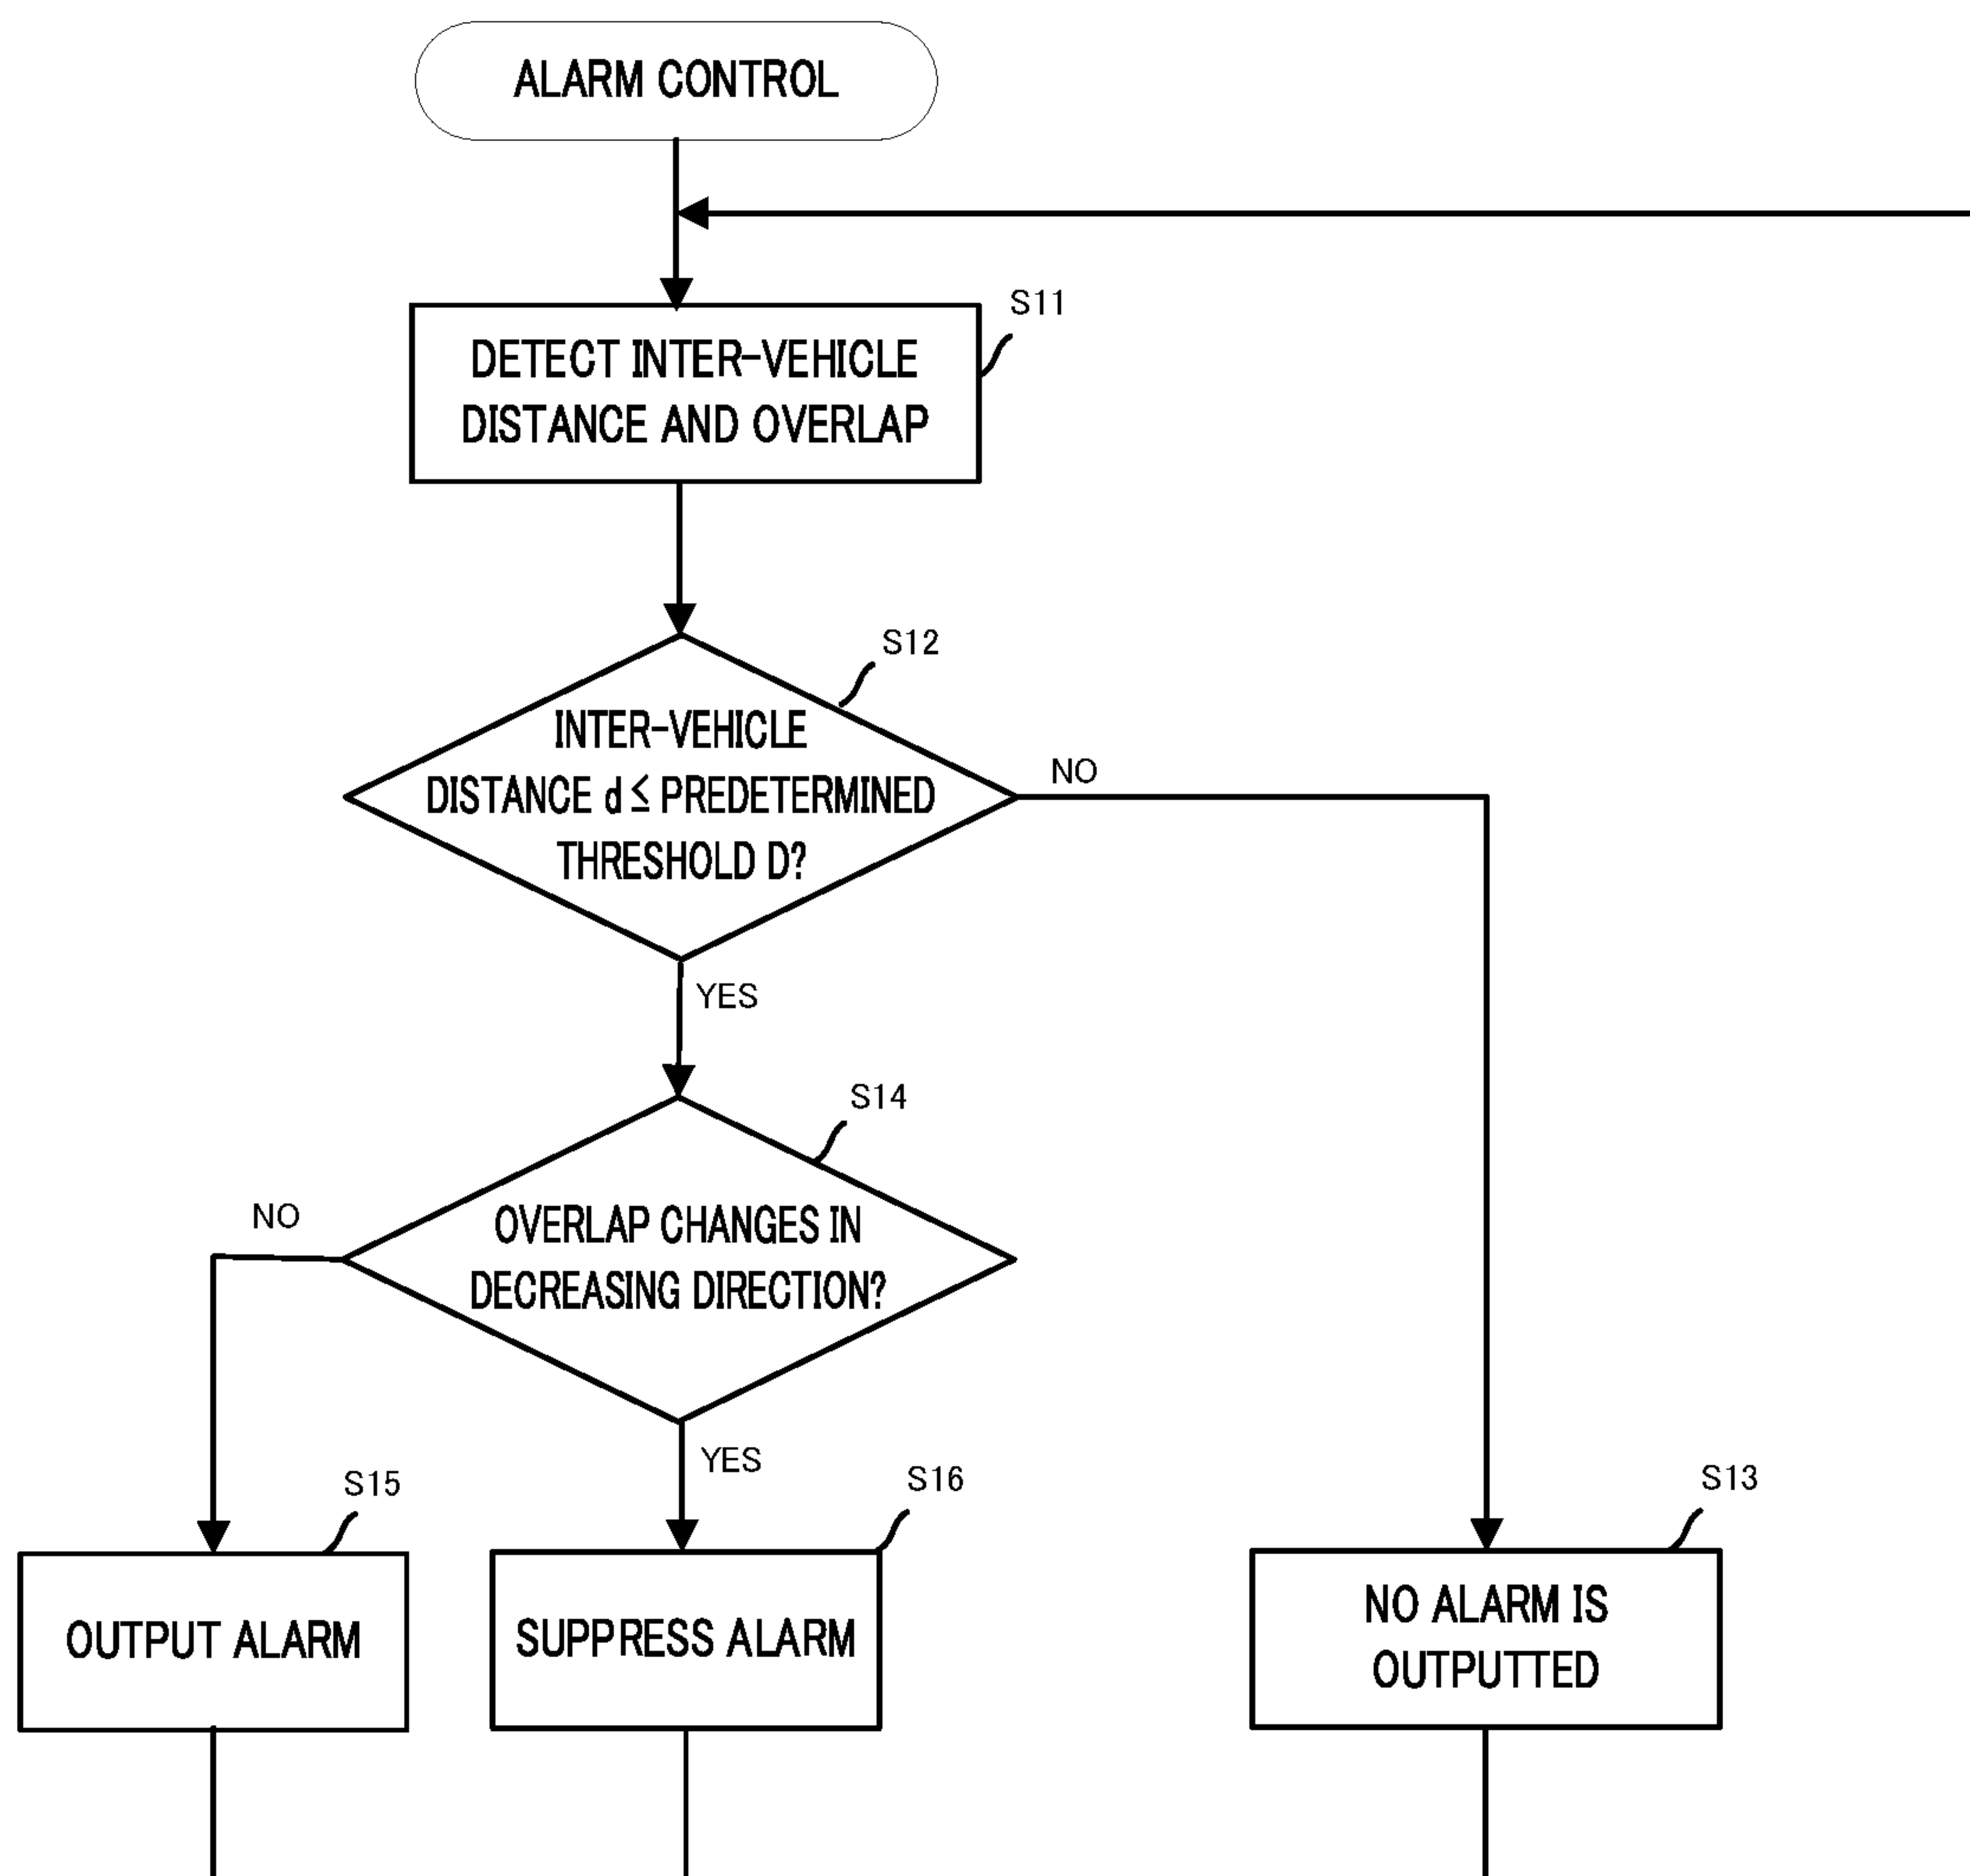 ALARM CONTROL
S11
DETECT INTER-VEHICLE
DISTANCE AND OVERLAP
S12
INTER-VEHICLE
DISTANCE d ≦ PREDETERMINED
THRESHOLD D?
NO
YES
S14
OVERLAP CHANGES IN
DECREASING DIRECTION?
NO
YES
S15
OUTPUT ALARM
S16
SUPPRESS ALARM
S13
NO ALARM IS
OUTPUTTED